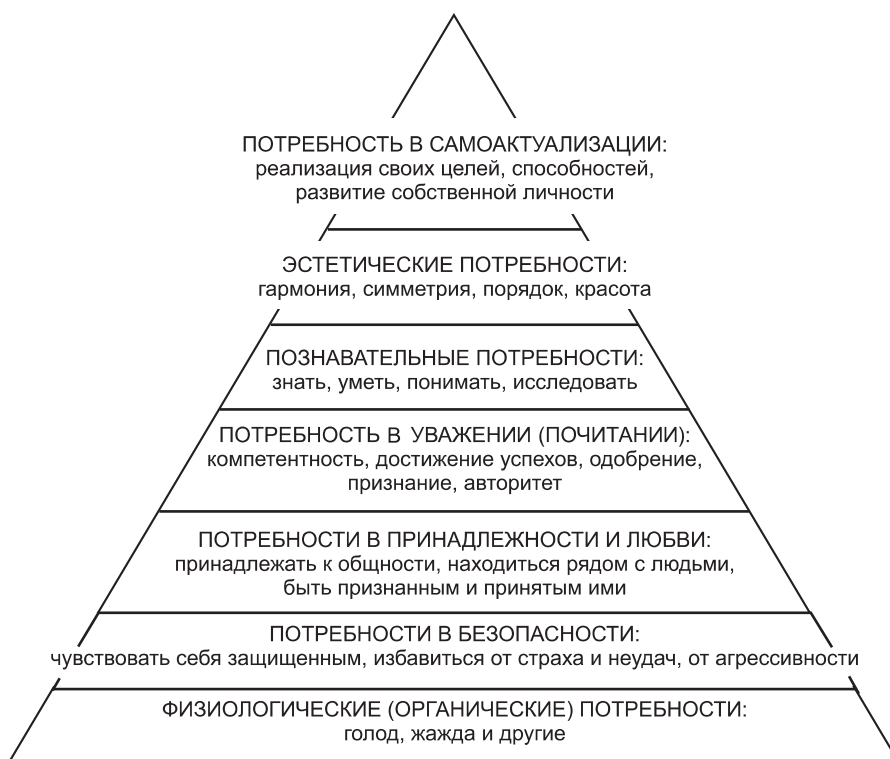 ПОТРЕБНОСТЬ В САМОАКТУАЛИЗАЦИИ:
реализация своих целей, способностей,
развитие собственной личности
ЭСТЕТИЧЕСКИЕ ПОТРЕБНОСТИ:
гармония, симметрия, порядок, красота
ПОЗНАВАТЕЛЬНЫЕ ПОТРЕБНОСТИ:
знать, уметь, понимать, исследовать
ПОТРЕБНОСТЬ В УВАЖЕНИИ (ПОЧИТАНИИ):
компетентность, достижение успехов, одобрение,
признание, авторитет
ПОТРЕБНОСТИ В ПРИНАДЛЕЖНОСТИ И ЛЮБВИ:
принадлежать к общности, находиться рядом с людьми,
быть признанным и принятым ими
ПОТРЕБНОСТИ В БЕЗОПАСНОСТИ:
чувствовать себя защищенным, избавиться от страха и неудач, от агрессивности
ФИЗИОЛОГИЧЕСКИЕ (ОРГАНИЧЕСКИЕ) ПОТРЕБНОСТИ:
голод, жажда и другие